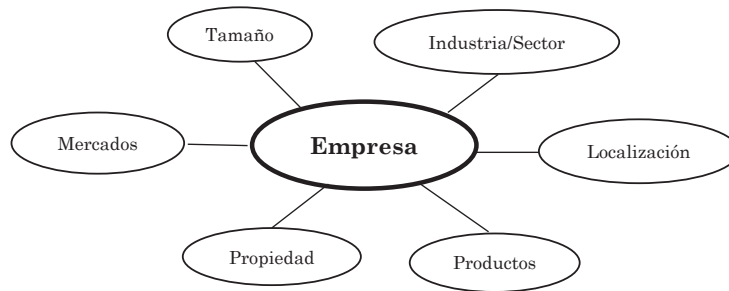 Tamaño
Industria/Sector
Mercados
Empresa
Localización
Propiedad
Productos